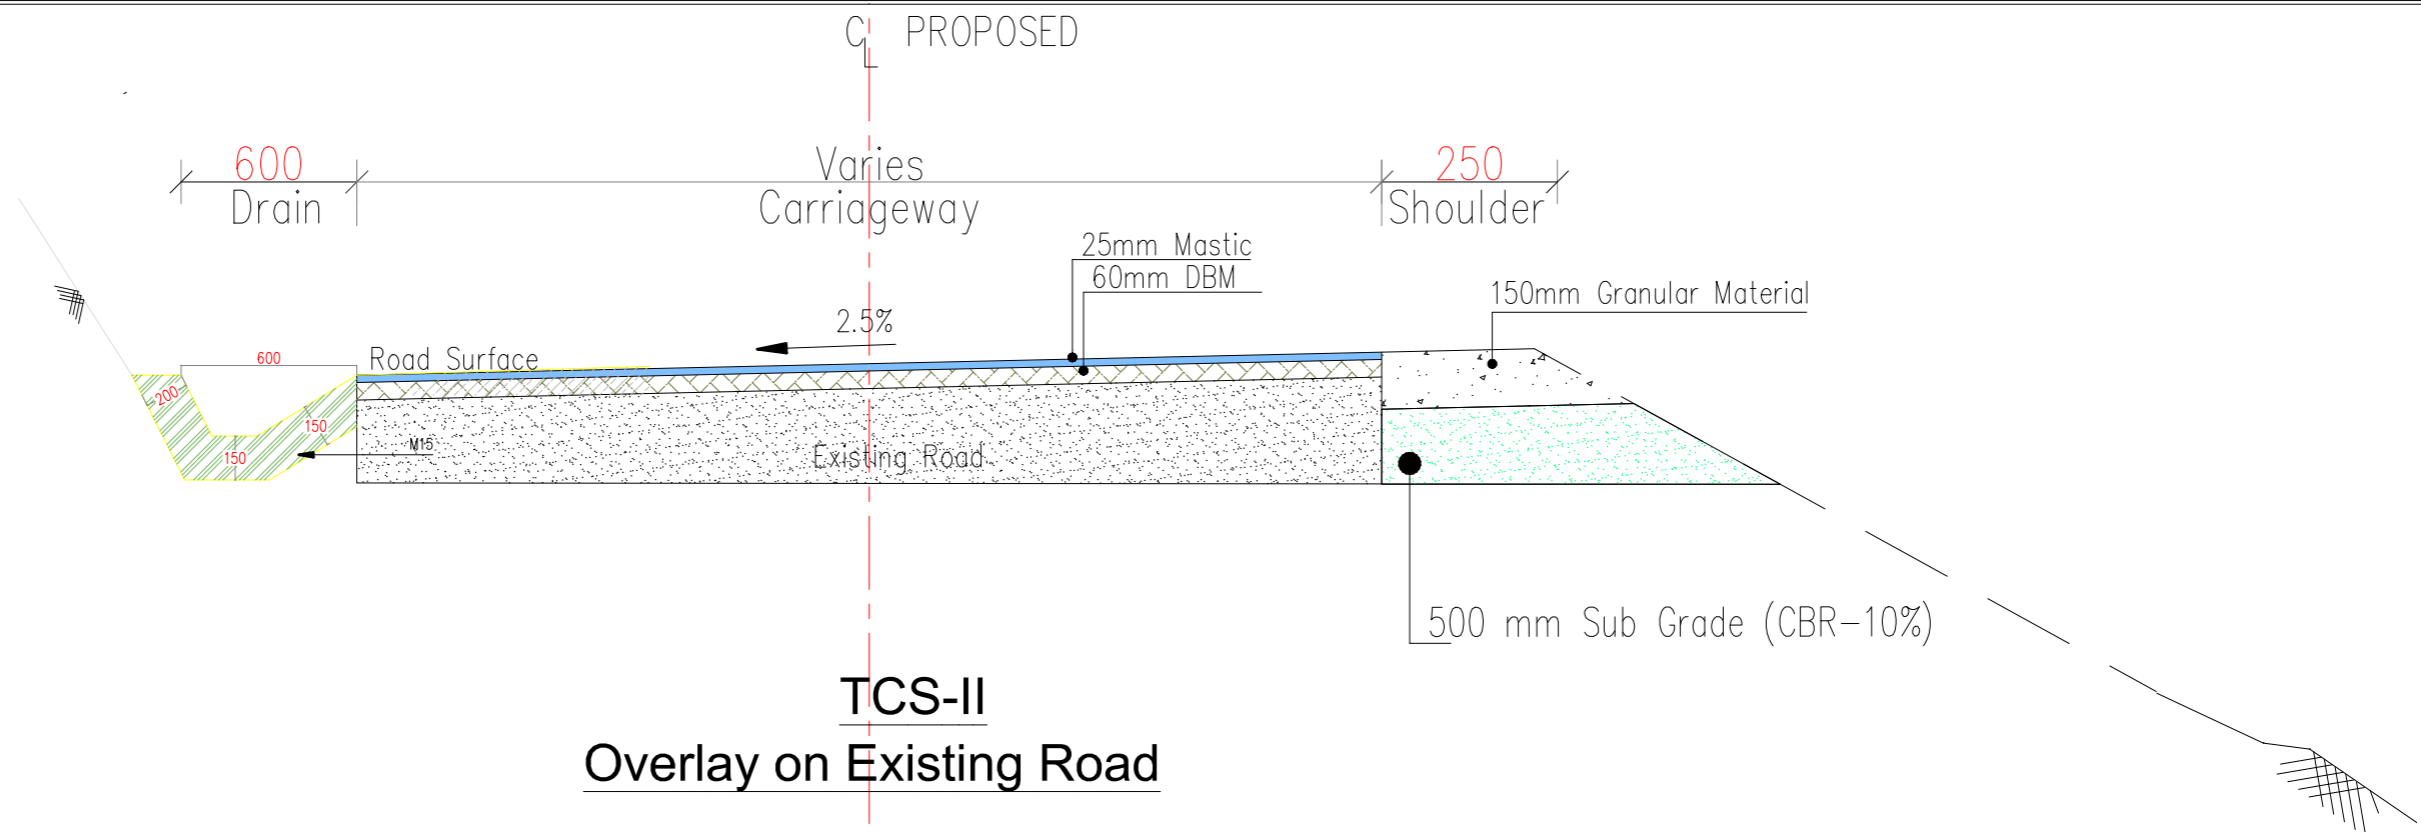 C
L PROPOSED
600
Varies
250
Drain
Carriageway
Shoulder
25mm Mastic
60mm DBM
150mm Granular Material
2.5%
Road Surface
600
200
150
M15
150
Existing Road
500 mm Sub Grade (CBR-10%)
TCS-II
Overlay on Existing Road